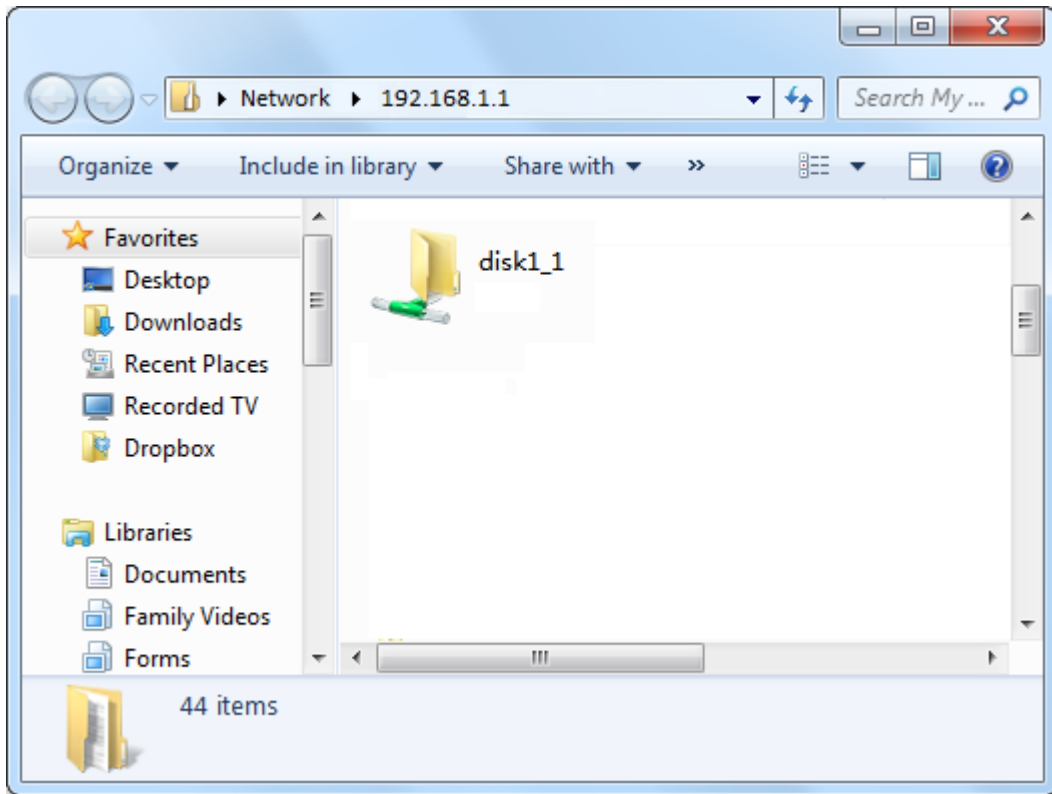 Network 192.168.1.1
Search My ...
Organize Include in library Share with »
Favorites
Desktop
Downloads
Recent Places
Recorded TV
Dropbox
Libraries
Documents
Family Videos
Forms
disk1_1
44 items